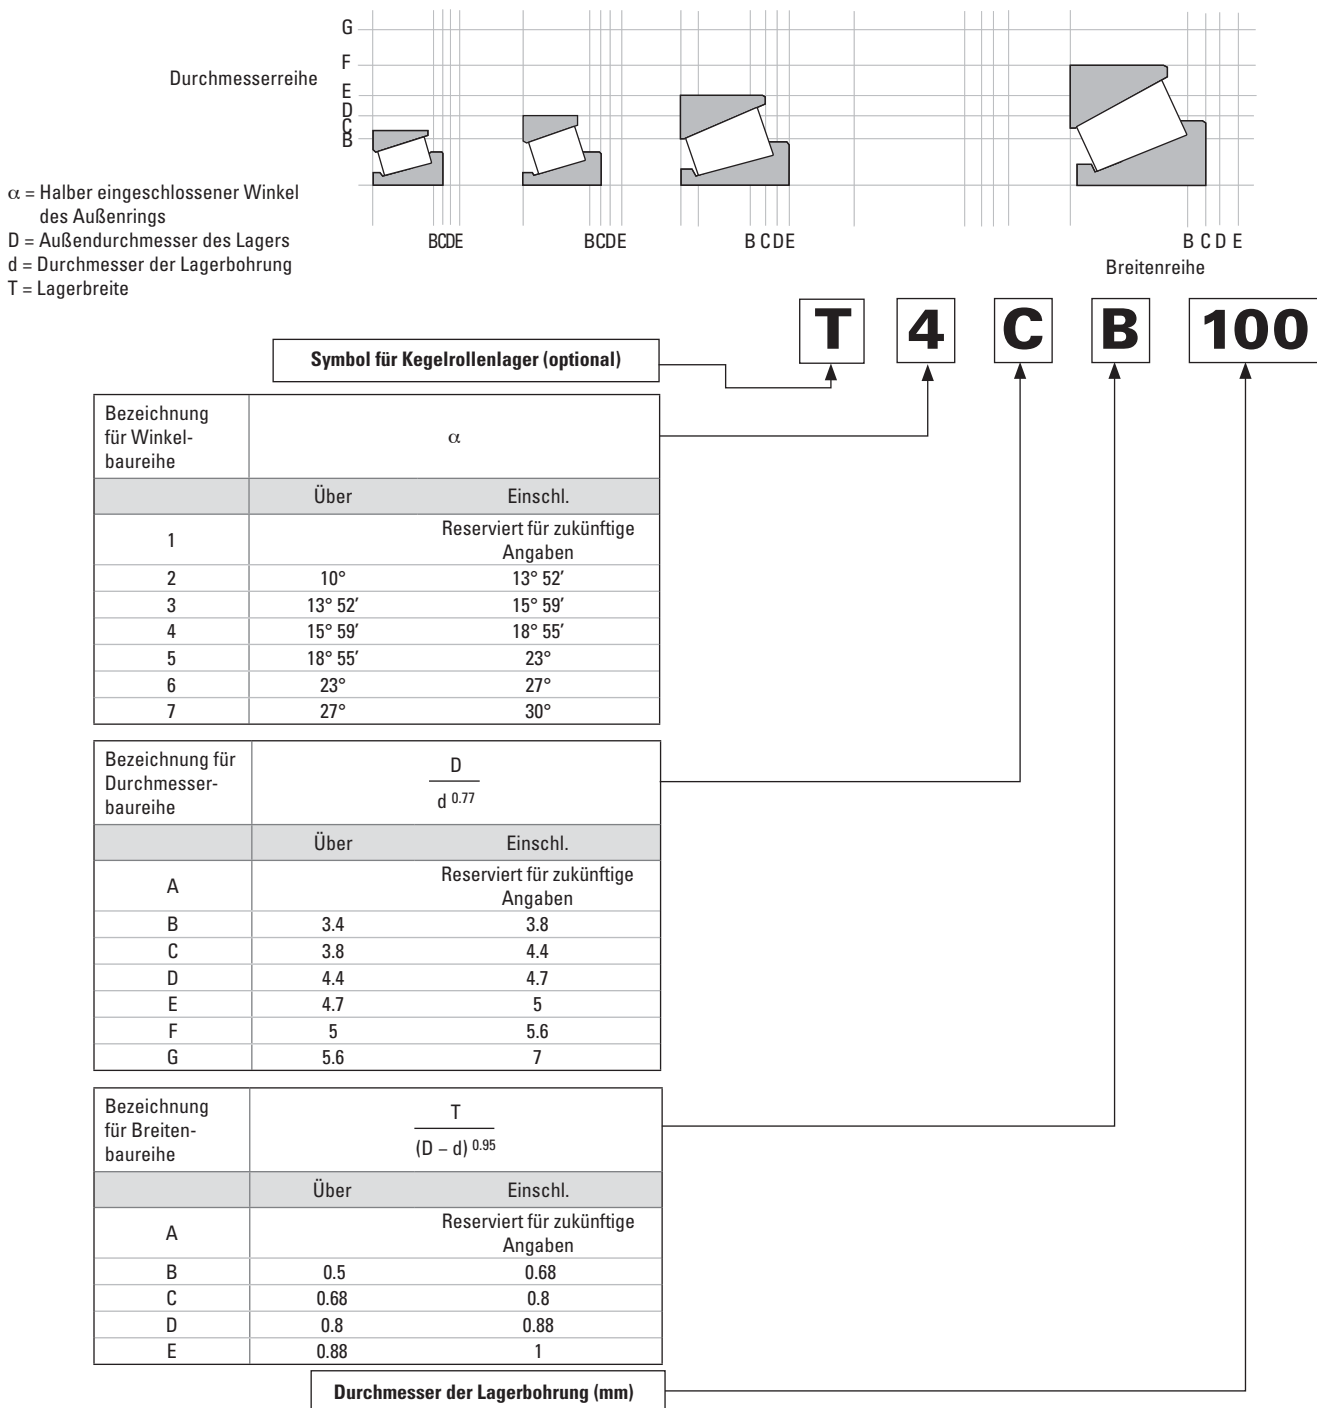 G
F
E
D
C
B
Durchmesserreihe
α = Halber eingeschlossener Winkel
des Außenrings
D = Außendurchmesser des Lagers
d = Durchmesser der Lagerbohrung
T = Lagerbreite
BCDE BCDE B C D E B C D E
Breitenreihe
T 4 C B 100
Symbol für Kegelrollenlager (optional)
Bezeichnung
für Winkel-
baureihe
α
Über Einschl.
1 Reserviert für zukünftige
Angaben
2 10° 13° 52′
3 13° 52′ 15° 59′
4 15° 59′ 18° 55′
5 18° 55′ 23°
6 23° 27°
7 27° 30°
Bezeichnung für
Durchmesser-
baureihe
D
d 0.77
Über Einschl.
A Reserviert für zukünftige
Angaben
B 3.4 3.8
C 3.8 4.4
D 4.4 4.7
E 4.7 5
F 5 5.6
G 5.6 7
Bezeichnung
für Breiten-
baureihe
T
(D – d) 0.95
Über Einschl.
A Reserviert für zukünftige
Angaben
B 0.5 0.68
C 0.68 0.8
D 0.8 0.88
E 0.88 1
Durchmesser der Lagerbohrung (mm)